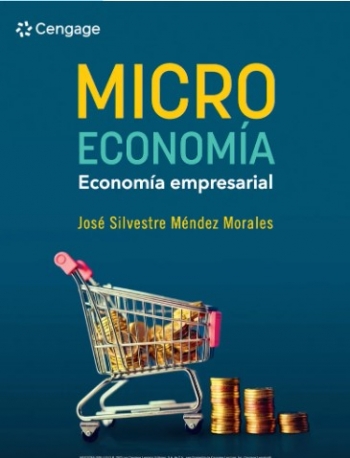 Cengage
MICRO
ECONOMÍA
Economía empresarial
José Silvestre Méndez Morales